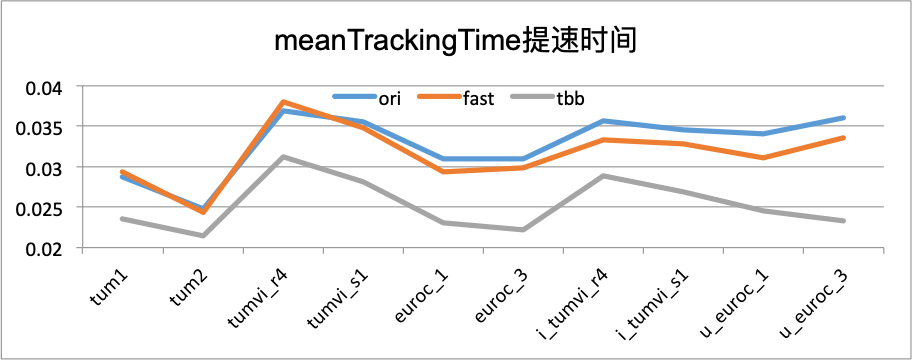 meanTrackingTime提速时间
ori fast tbb
0.04
0.035
0.03
0.025
0.02
tum1 tum2 tumvi_r4 tumvi_s1 euroc_1 euroc_3 i_tumvi_r4 i_tumvi_s1 u_euroc_1 u_euroc_3